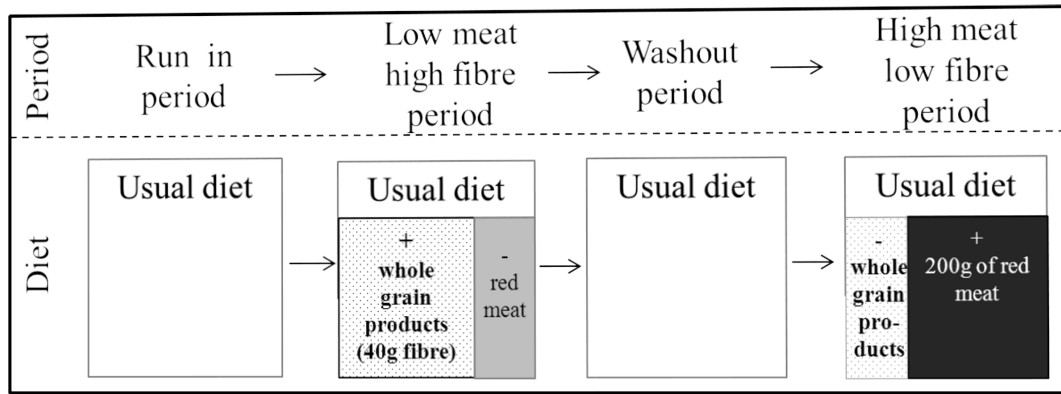 Period
Run in
period
Low meat
high fibre
period
Washout
period
High meat
low fibre
period
Diet
Usual diet
Usual diet
+
whole
grain
products
(40g fibre)
-
red
meat
Usual diet
Usual diet
-
whole
grain
pro-
ducts
+
200g of red
meat